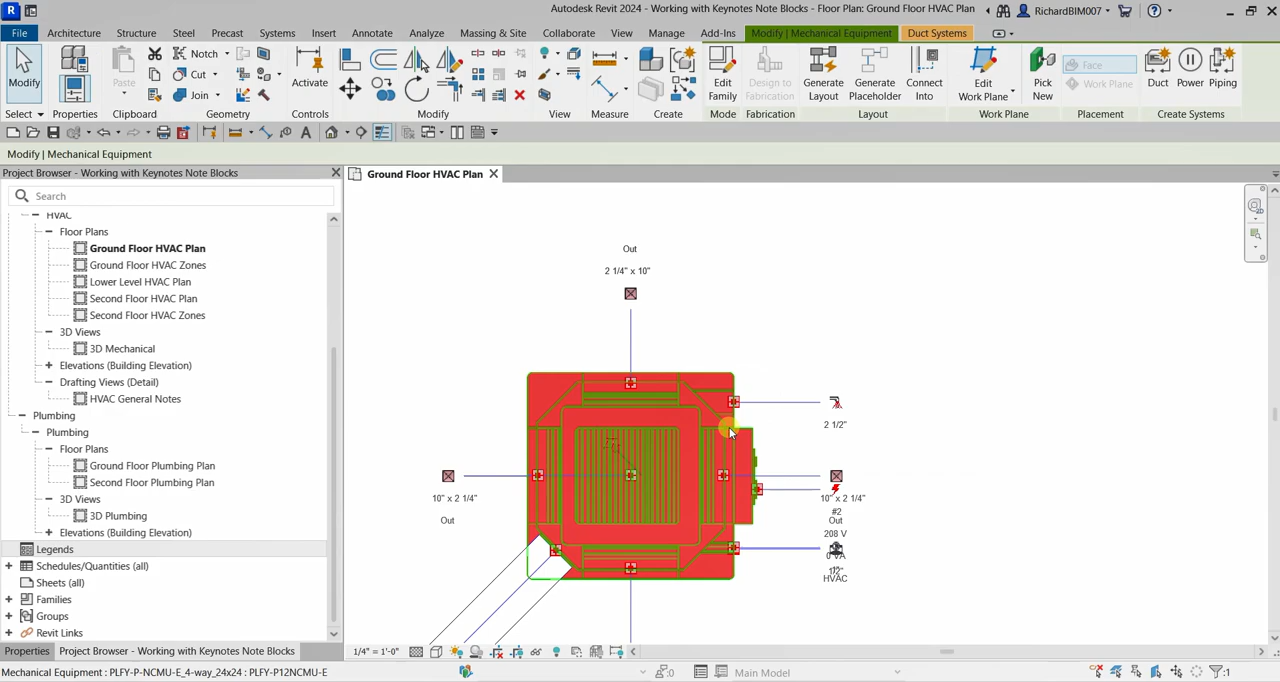 Autodesk Revit 2024 - Working with Keynotes Note Blocks - Floor Plan: Ground Floor HVAC Plan
RichardBIM007
File Architecture Structure Steel Precast Systems Insert Annotate Analyze Massing & Site Collaborate View Manage Add-Ins Modify | Mechanical Equipment Duct Systems
Modify Paste Notch Cut Join Activate Edit Family Design to Fabrication Generate Layout Generate Placeholder Connect Into Edit Work Plane Pick New Face Work Plane Duct Power Piping
Select Properties Clipboard Geometry Controls Modify View Measure Create Mode Fabrication Layout Work Plane Placement Create Systems
Modify | Mechanical Equipment
Project Browser - Working with Keynotes Note Blocks
Ground Floor HVAC Plan
Search
HVAC
Floor Plans
Ground Floor HVAC Plan
Ground Floor HVAC Zones
Lower Level HVAC Plan
Second Floor HVAC Plan
Second Floor HVAC Zones
3D Views
3D Mechanical
Elevations (Building Elevation)
Drafting Views (Detail)
HVAC General Notes
Plumbing
Plumbing
Floor Plans
Ground Floor Plumbing Plan
Second Floor Plumbing Plan
3D Views
3D Plumbing
Elevations (Building Elevation)
Legends
Schedules/Quantities (all)
Sheets (all)
Families
Groups
Revit Links
Out
2 1/4" x 10"
2 1/2"
10" x 2 1/4"
Out
10" x 2 1/4"
#2
Out
208 V
0 VA
HVAC
1/4" = 1'-0"
Properties Project Browser - Working with Keynotes Note Blocks
Mechanical Equipment : PLFY-P-NCMU-E_4-way_24x24 : PLFY-P12NCMU-E
:0
Main Model
:1